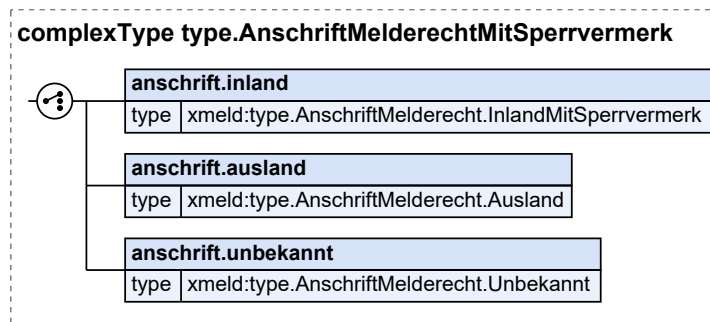 complexType type.AnschriftMelderechtMitSperrvermerk
anschrift.inland
type xmeld:type.AnschriftMelderecht.InlandMitSperrvermerk
anschrift.ausland
type xmeld:type.AnschriftMelderecht.Ausland
anschrift.unbekannt
type xmeld:type.AnschriftMelderecht.Unbekannt